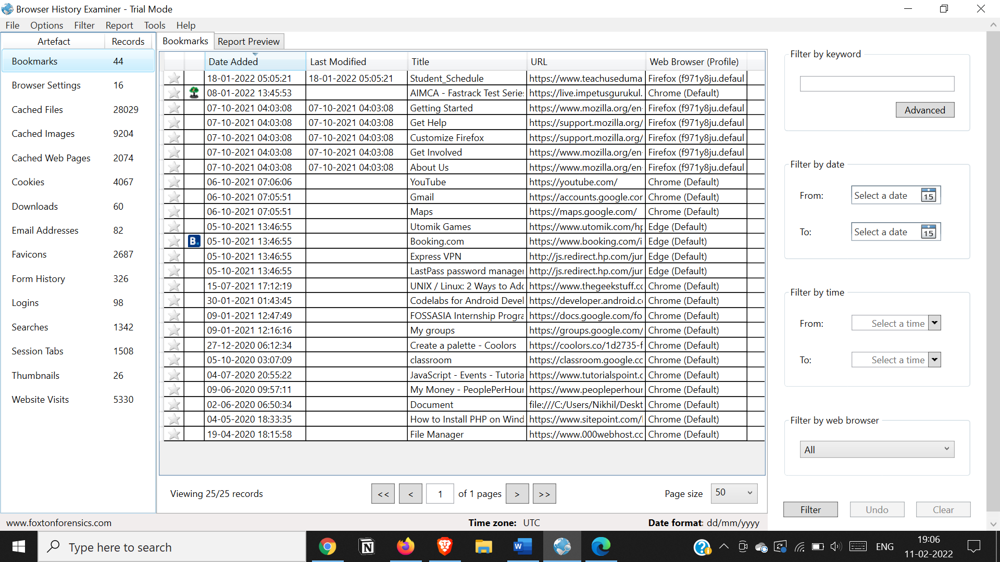 Browser History Examiner - Trial Mode
File Options Filter Report Tools Help
Artefact Records
Bookmarks 44
Browser Settings 16
Cached Files 28029
Cached Images 9204
Cached Web Pages 2074
Cookies 4067
Downloads 60
Email Addresses 82
Favicons 2687
Form History 326
Logins 98
Searches 1342
Session Tabs 1508
Thumbnails 26
Website Visits 5330
Bookmarks Report Preview
Date Added Last Modified Title URL Web Browser (Profile)
18-01-2022 05:05:21 18-01-2022 05:05:21 Student_Schedule https://www.teachuseduma Firefox (f971y8ju.defaul
08-01-2022 13:45:53 AIMCA - Fastrack Test Series https://live.impetusgurukul. Chrome (Default)
07-10-2021 04:03:08 07-10-2021 04:03:08 Getting Started https://www.mozilla.org/en- Firefox (f971y8ju.defaul
07-10-2021 04:03:08 07-10-2021 04:03:08 Get Help https://support.mozilla.org/ Firefox (f971y8ju.defaul
07-10-2021 04:03:08 07-10-2021 04:03:08 Customize Firefox https://support.mozilla.org/ Firefox (f971y8ju.defaul
07-10-2021 04:03:08 07-10-2021 04:03:08 Get Involved https://www.mozilla.org/en- Firefox (f971y8ju.defaul
07-10-2021 04:03:08 07-10-2021 04:03:08 About Us https://www.mozilla.org/en- Firefox (f971y8ju.defaul
06-10-2021 07:06:06 YouTube https://youtube.com/ Chrome (Default)
06-10-2021 07:05:51 Gmail https://accounts.google.cor Chrome (Default)
06-10-2021 07:05:51 Maps https://maps.google.com/ Chrome (Default)
05-10-2021 13:46:55 Utomik Games https://www.utomik.com/hp Edge (Default)
B. 05-10-2021 13:46:55 Booking.com https://www.booking.com/i Edge (Default)
05-10-2021 13:46:55 Express VPN http://js.redirect.hp.com/jur Edge (Default)
05-10-2021 13:46:55 LastPass password manager http://js.redirect.hp.com/jur Edge (Default)
15-07-2021 17:12:19 UNIX / Linux: 2 Ways to Adc https://www.thegeekstuff.cc Chrome (Default)
30-01-2021 01:43:45 Codelabs for Android Devel https://developer.android.c Chrome (Default)
09-01-2021 12:47:49 FOSSASIA Internship Progra https://docs.google.com/fo Chrome (Default)
09-01-2021 12:16:16 My groups https://groups.google.com/ Chrome (Default)
27-12-2020 06:12:34 Create a palette - Coolors https://coolors.co/1d2735-f Chrome (Default)
05-10-2020 03:07:09 classroom https://classroom.google.cc Chrome (Default)
04-07-2020 20:55:22 JavaScript - Events - Tutoria https://www.tutorialspoint.c Chrome (Default)
09-06-2020 09:57:11 My Money - PeoplePerHour https://www.peopleperhour Chrome (Default)
02-06-2020 06:50:34 Document file:///C:/Users/Nikhil/Deskt Chrome (Default)
04-05-2020 18:33:35 How to Install PHP on Wind https://www.sitepoint.com/ Chrome (Default)
19-04-2020 18:15:58 File Manager https://www.000webhost.cc Chrome (Default)
Viewing 25/25 records << < 1 of 1 pages > >> Page size 50
Filter by keyword
Advanced
Filter by date
From: Select a date 15
To: Select a date 15
Filter by time
From: Select a time
To: Select a time
Filter by web browser
All
Filter Undo Clear
www.foxtonforensics.com Time zone: UTC Date format: dd/mm/yyyy
Type here to search
ENG
19:06
11-02-2022